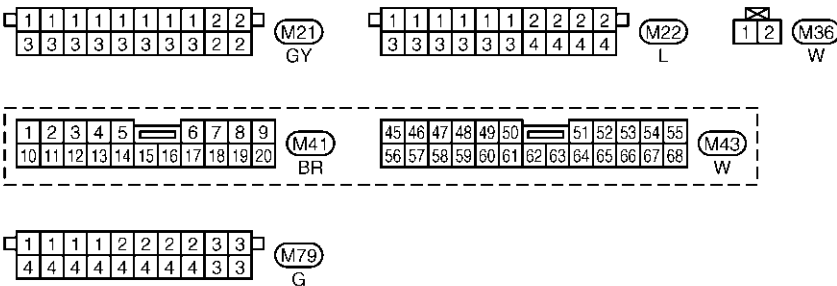 1 1 1 1 1 1 1 1 2 2 M21
3 3 3 3 3 3 3 3 2 2 GY
1 1 1 1 1 1 2 2 2 2 M22
3 3 3 3 3 3 4 4 4 4 L
1 2 M36
W
1 2 3 4 5 6 7 8 9 M41
10 11 12 13 14 15 16 17 18 19 20 BR
45 46 47 48 49 50 51 52 53 54 55 M43
56 57 58 59 60 61 62 63 64 65 66 67 68 W
1 1 1 1 2 2 2 2 3 3 M79
4 4 4 4 4 4 4 4 3 3 G